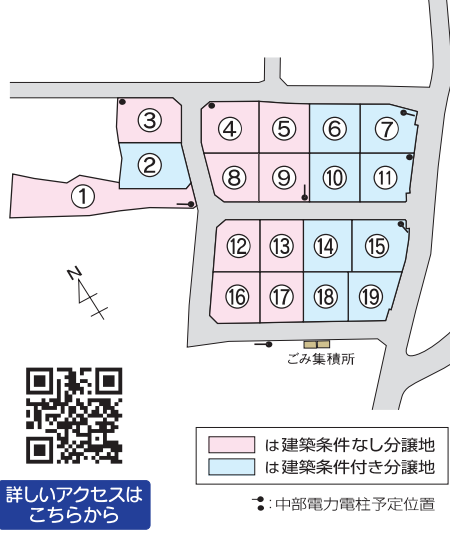 ③
②
①
④ ⑤ ⑥ ⑦
⑧ ⑨ ⑩ ⑪
⑫ ⑬ ⑭ ⑮
⑯ ⑰ ⑱ ⑲
N
ごみ集積所
は建築条件なし分譲地
は建築条件付き分譲地
:中部電力電柱予定位置
詳しいアクセスは
こちらから